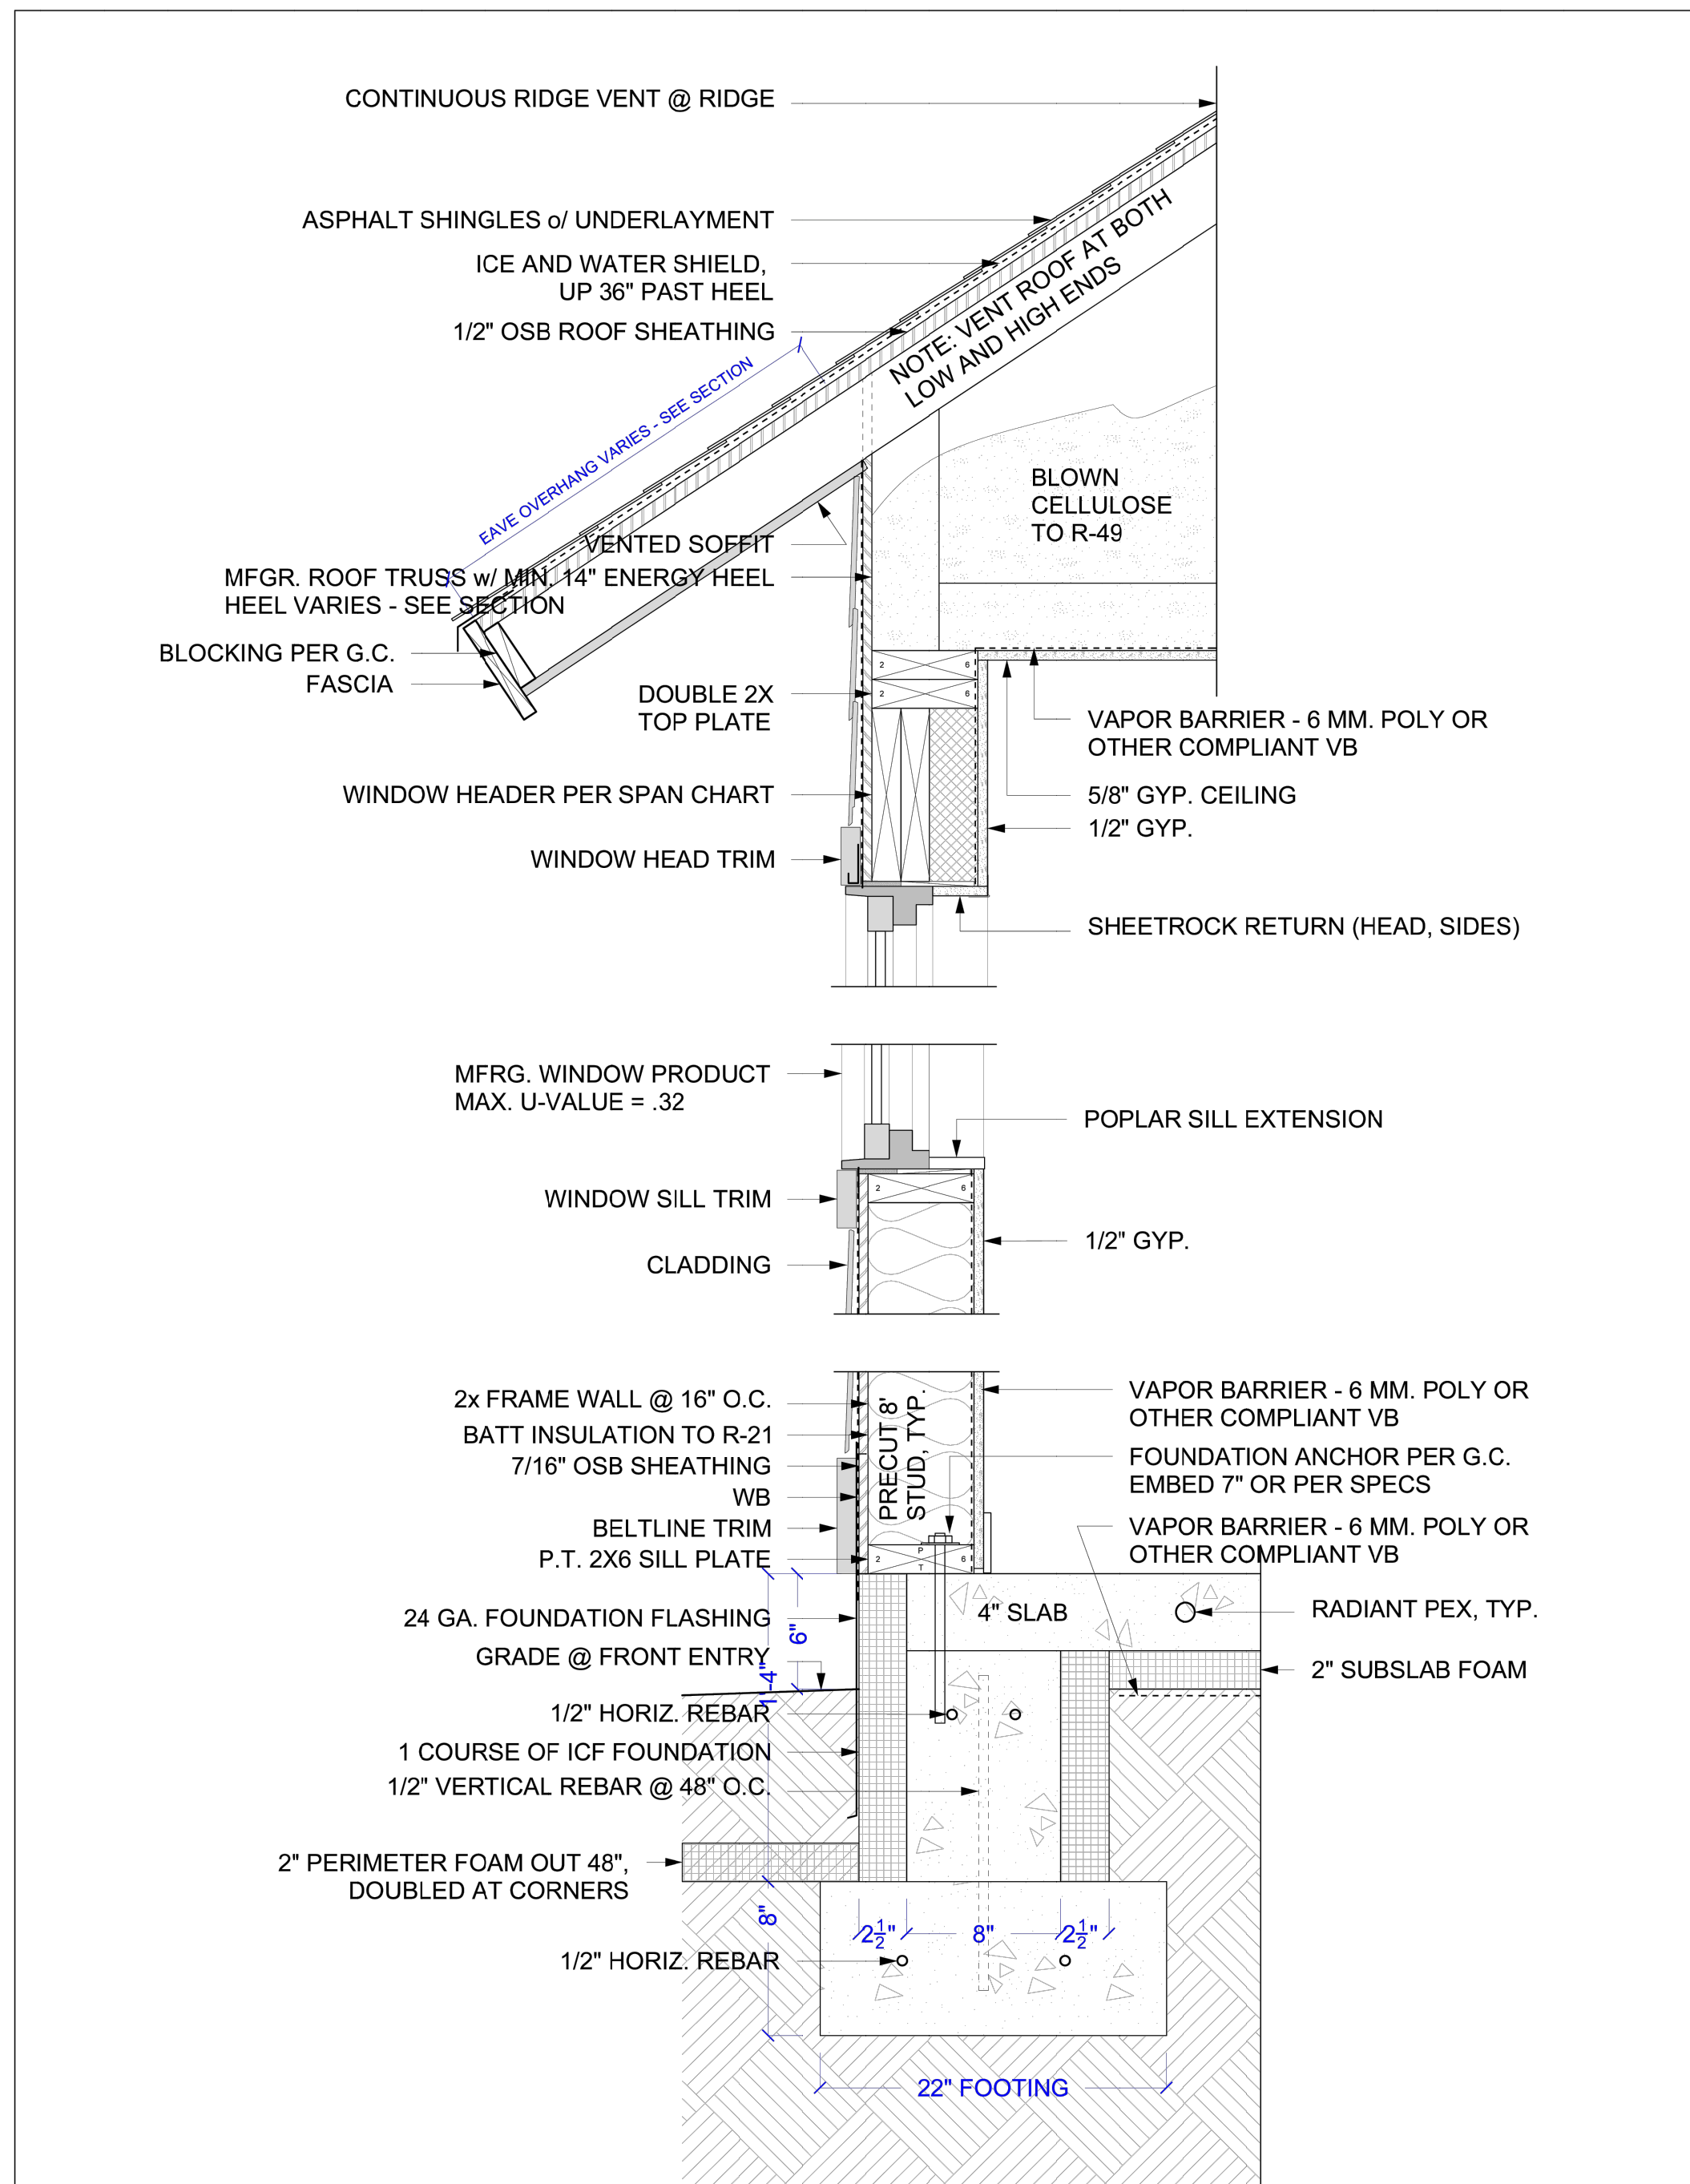 CONTINUOUS RIDGE VENT @ RIDGE
ASPHALT SHINGLES o/ UNDERLAYMENT
ICE AND WATER SHIELD,
UP 36" PAST HEEL
1/2" OSB ROOF SHEATHING
NOTE: VENT ROOF AT BOTH
LOW AND HIGH ENDS
EAVE OVERHANG VARIES - SEE SECTION
BLOWN
CELLULOSE
TO R-49
VENTED SOFFIT
MFGR. ROOF TRUSS w/ MIN. 14" ENERGY HEEL
HEEL VARIES - SEE SECTION
BLOCKING PER G.C.
FASCIA
2 6
2 6
DOUBLE 2X
TOP PLATE
VAPOR BARRIER - 6 MM. POLY OR
OTHER COMPLIANT VB
WINDOW HEADER PER SPAN CHART
5/8" GYP. CEILING
1/2" GYP.
WINDOW HEAD TRIM
SHEETROCK RETURN (HEAD, SIDES)
MFRG. WINDOW PRODUCT
MAX. U-VALUE = .32
POPLAR SILL EXTENSION
2 6
WINDOW SILL TRIM
1/2" GYP.
CLADDING
2x FRAME WALL @ 16" O.C.
BATT INSULATION TO R-21
7/16" OSB SHEATHING
WB
BELTLINE TRIM
P.T. 2X6 SILL PLATE
PRECUT 8'
STUD, TYP.
VAPOR BARRIER - 6 MM. POLY OR
OTHER COMPLIANT VB
FOUNDATION ANCHOR PER G.C.
EMBED 7" OR PER SPECS
VAPOR BARRIER - 6 MM. POLY OR
OTHER COMPLIANT VB
P
2 6
T
24 GA. FOUNDATION FLASHING
6"
4" SLAB
RADIANT PEX, TYP.
GRADE @ FRONT ENTRY
1'-4"
2" SUBSLAB FOAM
1/2" HORIZ. REBAR
1 COURSE OF ICF FOUNDATION
1/2" VERTICAL REBAR @ 48" O.C.
2" PERIMETER FOAM OUT 48",
DOUBLED AT CORNERS
8"
2½" 8" 2½"
1/2" HORIZ. REBAR
22" FOOTING